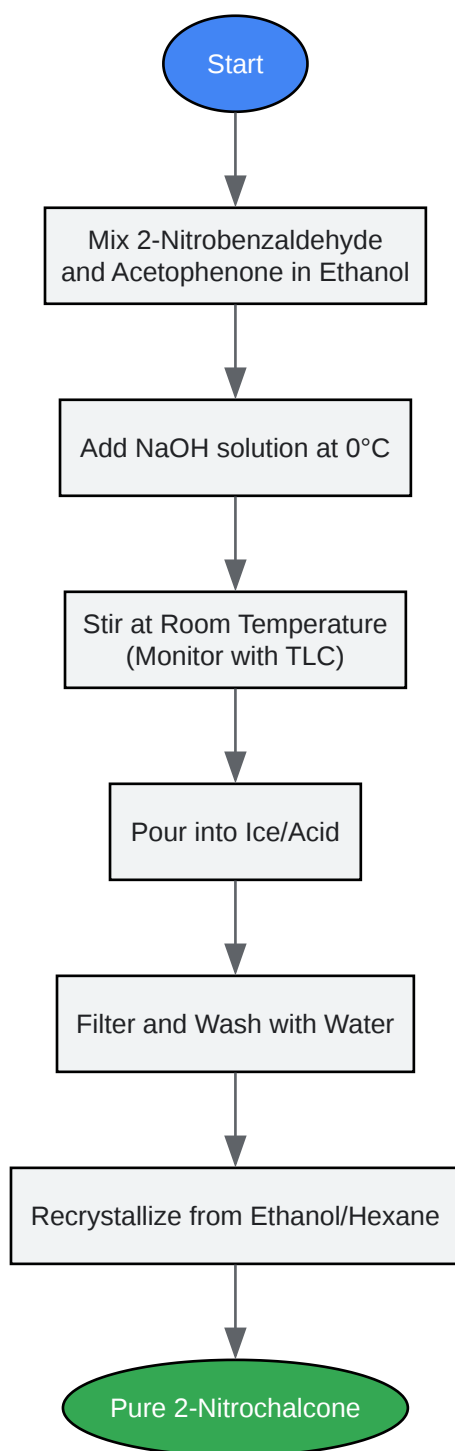 Start
Mix 2-Nitrobenzaldehyde
and Acetophenone in Ethanol
Add NaOH solution at 0°C
Stir at Room Temperature
(Monitor with TLC)
Pour into Ice/Acid
Filter and Wash with Water
Recrystallize from Ethanol/Hexane
Pure 2-Nitrochalcone